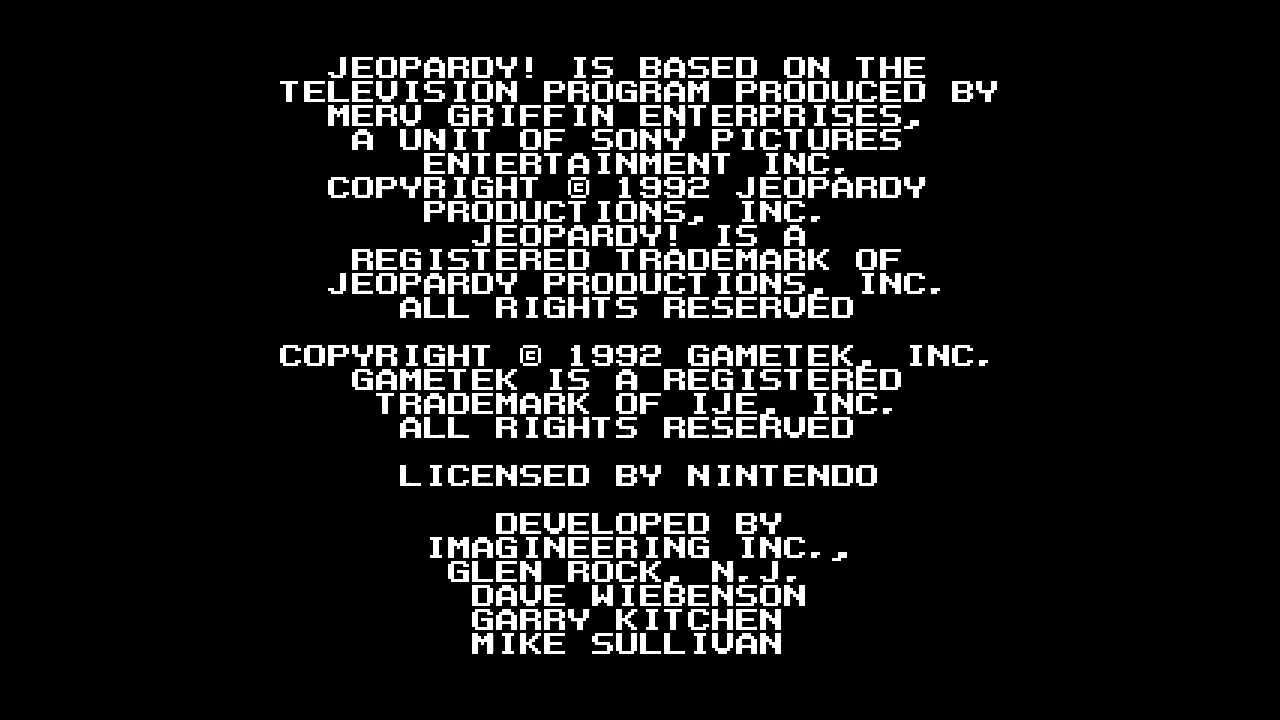 JEOPARDY! IS BASED ON THE
TELEVISION PROGRAM PRODUCED BY
MERV GRIFFIN ENTERPRISES,
A UNIT OF SONY PICTURES
ENTERTAINMENT INC.
COPYRIGHT © 1992 JEOPARDY
PRODUCTIONS, INC.
JEOPARDY! IS A
REGISTERED TRADEMARK OF
JEOPARDY PRODUCTIONS, INC.
ALL RIGHTS RESERVED
COPYRIGHT © 1992 GAMETEK, INC.
GAMETEK IS A REGISTERED
TRADEMARK OF IJE, INC.
ALL RIGHTS RESERVED
LICENSED BY NINTENDO
DEVELOPED BY
IMAGINEERING INC.,
GLEN ROCK, N.J.
DAVE WIEBENSON
GARRY KITCHEN
MIKE SULLIVAN